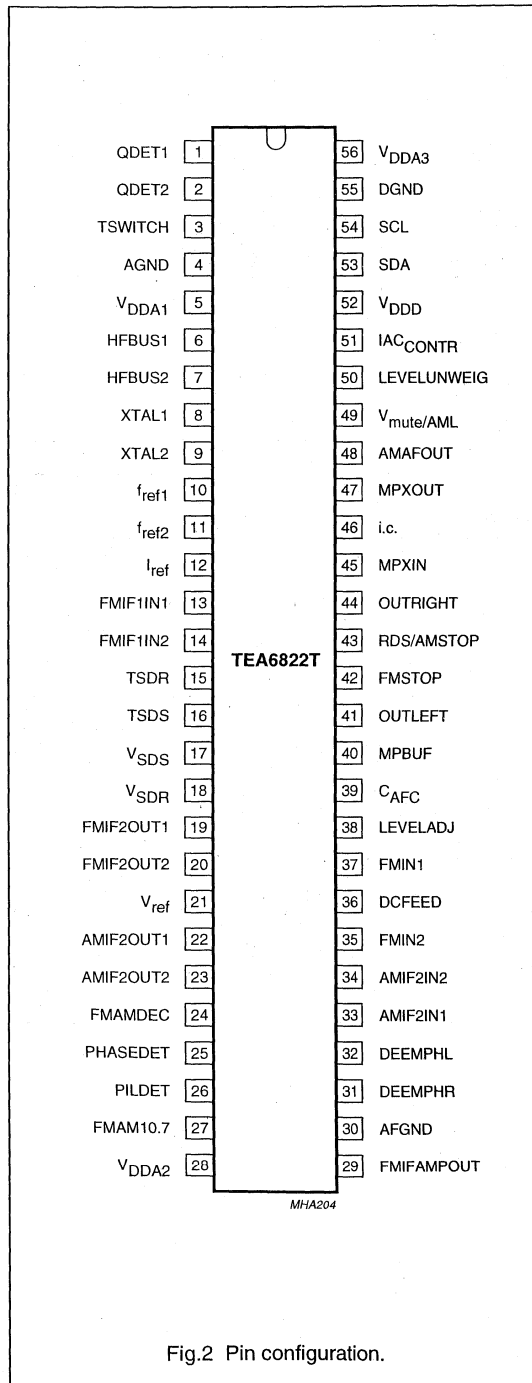 QDET1 1 56 VDDA3
QDET2 2 55 DGND
TSWITCH 3 54 SCL
AGND 4 53 SDA
VDDA1 5 52 VDDD
HFBUS1 6 51 IACCONTR
HFBUS2 7 50 LEVELUNWEIG
XTAL1 8 49 Vmute/AML
XTAL2 9 48 AMAFOUT
fref1 10 47 MPXOUT
fref2 11 46 i.c.
Iref 12 45 MPXIN
FMIF1IN1 13 44 OUTRIGHT
FMIF1IN2 14 43 RDS/AMSTOP
TEA6822T
TSDR 15 42 FMSTOP
TSDS 16 41 OUTLEFT
VSDS 17 40 MPBUF
VSDR 18 39 CAFC
FMIF2OUT1 19 38 LEVELADJ
FMIF2OUT2 20 37 FMIN1
Vref 21 36 DCFEED
AMIF2OUT1 22 35 FMIN2
AMIF2OUT2 23 34 AMIF2IN2
FMAMDEC 24 33 AMIF2IN1
PHASEDET 25 32 DEEMPHL
PILDET 26 31 DEEMPHR
FMAM10.7 27 30 AFGND
VDDA2 28 29 FMIFAMPOUT
MHA204
Fig.2 Pin configuration.